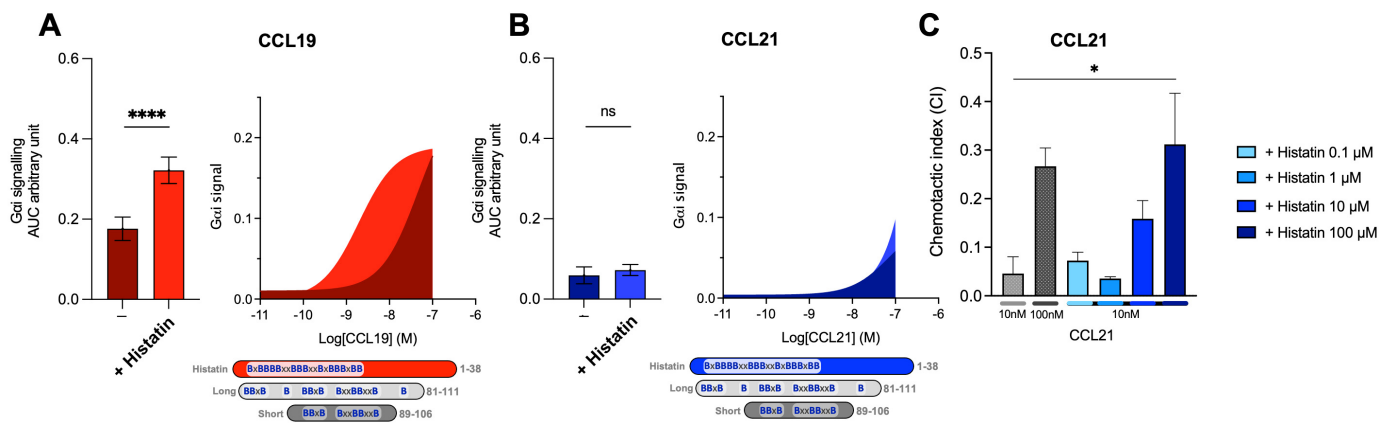 A
CCL19
Gαi signalling
AUC arbitrary unit
0.6
0.4
0.2
0.0
****
–
+ Histatin
Gαi signal
0.2
0.1
0.0
-11 -10 -9 -8 -7 -6
Log[CCL19] (M)
Histatin BxBBBBxxBBBxxBxBBBxBB 1-38
Long BBxB B BBxB BxxBBxxB B 81-111
Short BBxB BxxBBxxB 89-106
B
CCL21
Gαi signalling
AUC arbitrary unit
0.6
0.4
0.2
0.0
ns
–
+ Histatin
Gαi signal
0.2
0.1
0.0
-11 -10 -9 -8 -7 -6
Log[CCL21] (M)
Histatin BxBBBBxxBBBxxBxBBBxBB 1-38
Long BBxB B BBxB BxxBBxxB B 81-111
Short BBxB BxxBBxxB 89-106
C
CCL21
Chemotactic index (CI)
0.5
0.4
0.3
0.2
0.1
0.0
*
10nM 100nM 10nM
CCL21
+ Histatin 0.1 µM
+ Histatin 1 µM
+ Histatin 10 µM
+ Histatin 100 µM